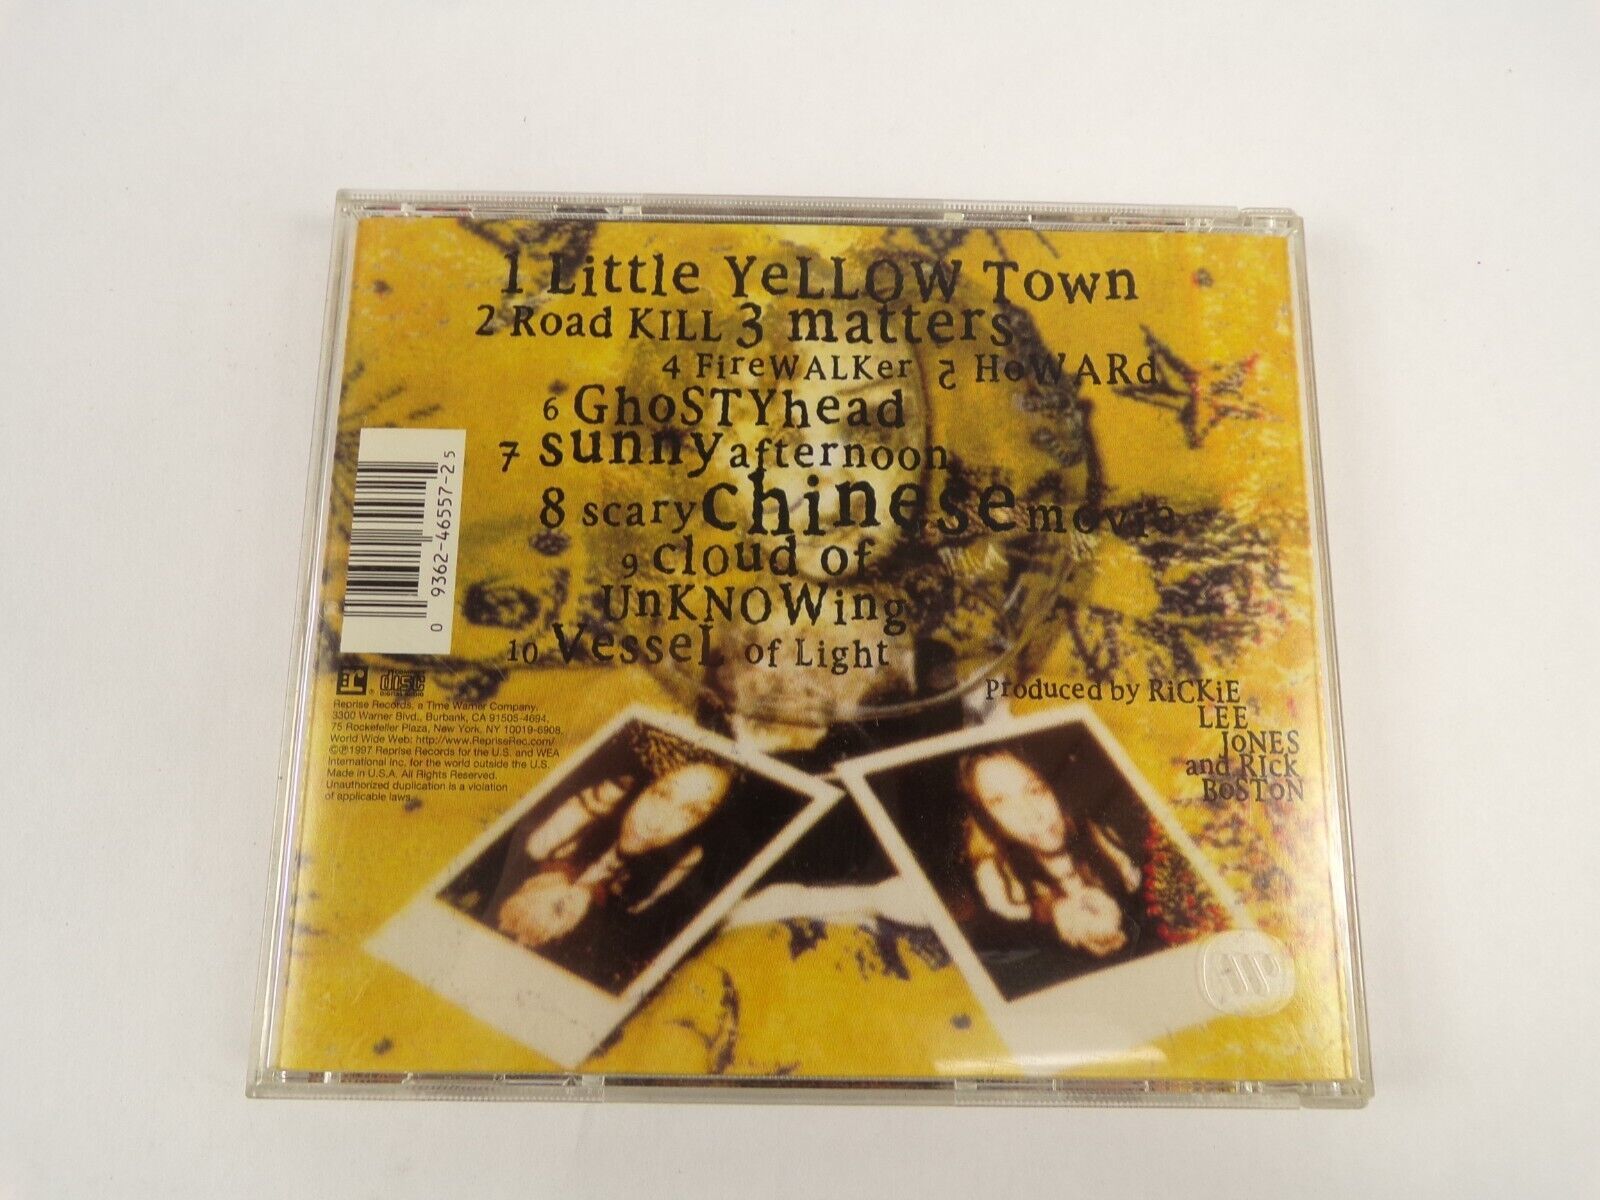 1 Little YeLLOW Town
2 Road KILL 3 matters
4 FireWALKer 5 HoWARd
6 GhoSTYhead
7 sunny afternoon
8 scary chinese movie
9 cloud of
UnKNOWing
10 VesseL of Light
Produced by RiCKiE
LEE
JoNES
and RIck
BoSToN
0 9362-46557-2 5
r ®
COMPACT
disc
DIGITAL AUDIO
Reprise Records, a Time Warner Company.
3300 Warner Blvd., Burbank, CA 91505-4694.
75 Rockefeller Plaza, New York, NY 10019-6908.
World Wide Web: http://www.RepriseRec.com/
©℗1997 Reprise Records for the U.S. and WEA
International Inc. for the world outside the U.S.
Made in U.S.A. All Rights Reserved.
Unauthorized duplication is a violation
of applicable laws.